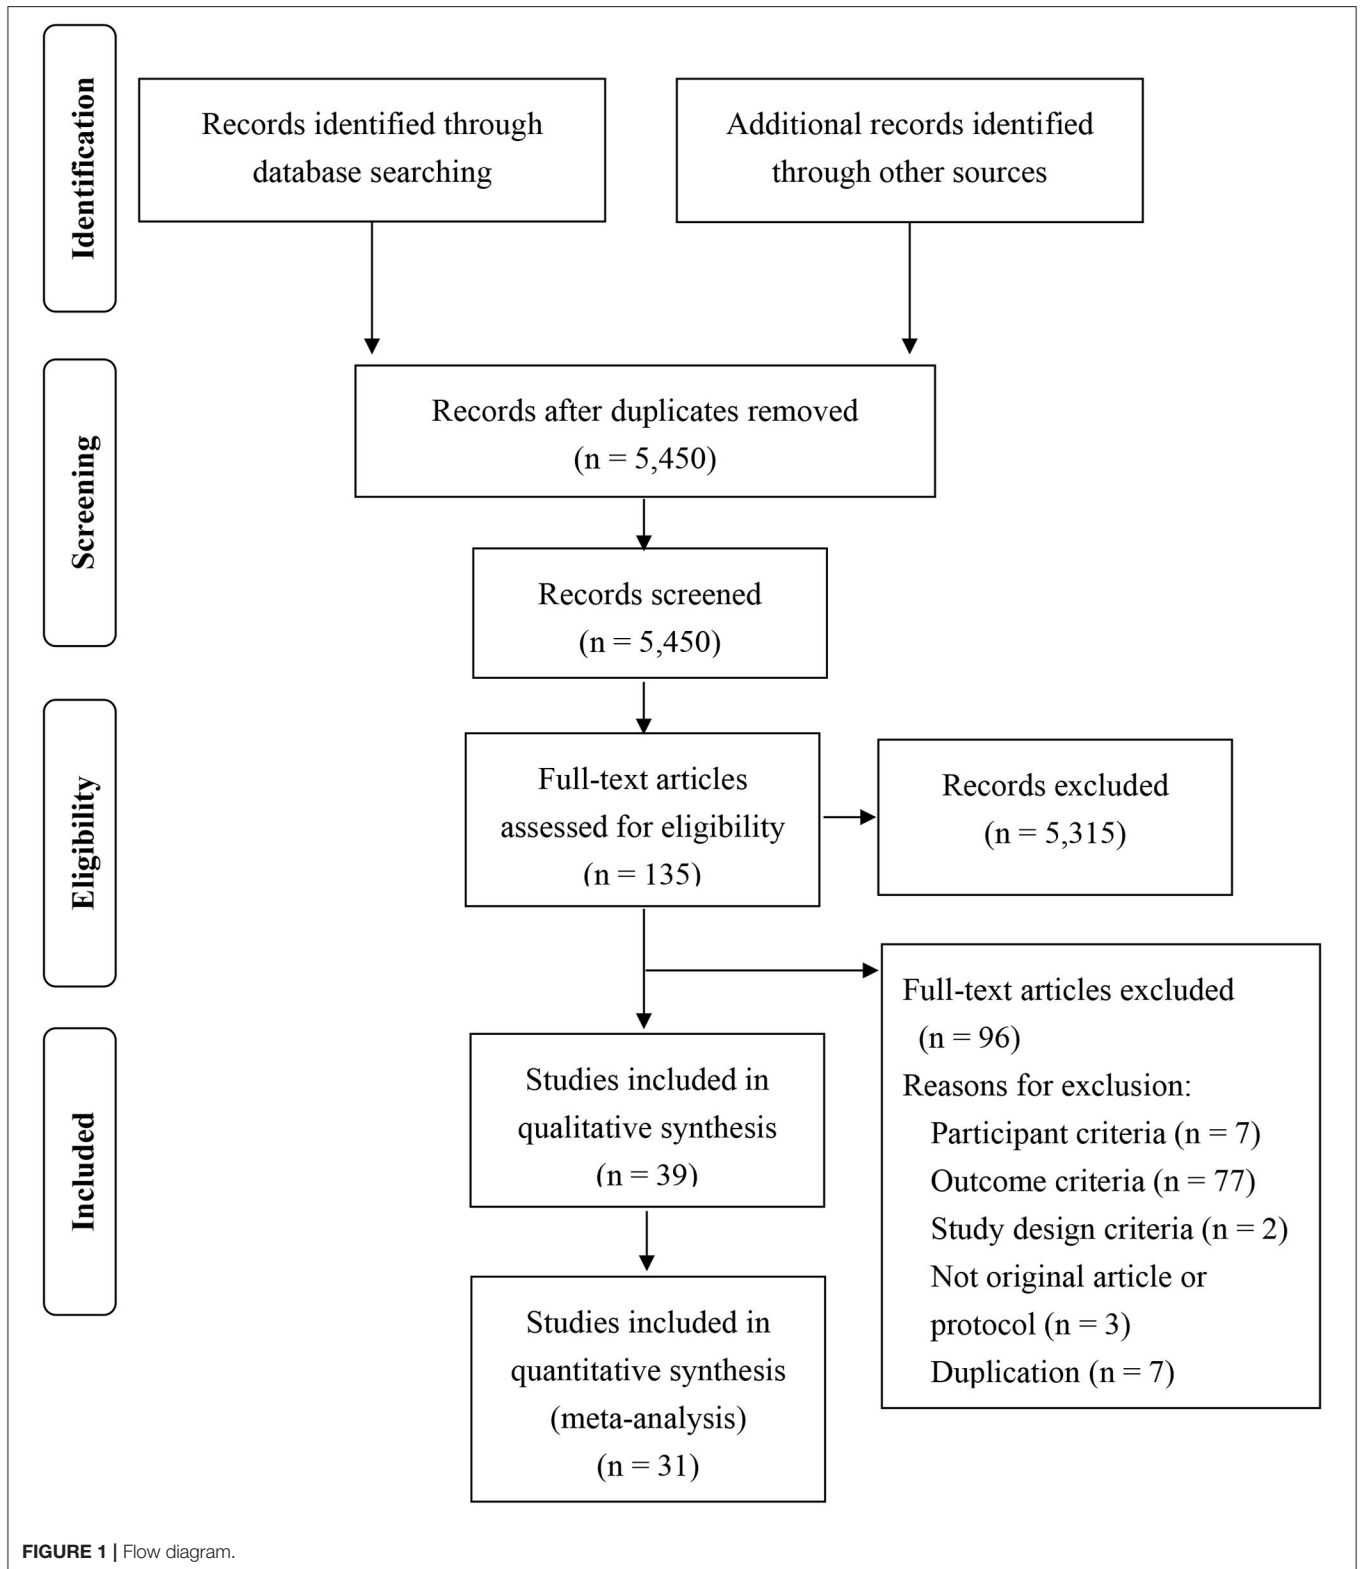 Identification
Records identified through
database searching
Additional records identified
through other sources
Screening
Records after duplicates removed
(n = 5,450)
Records screened
(n = 5,450)
Eligibility
Full-text articles
assessed for eligibility
(n = 135)
Records excluded
(n = 5,315)
Full-text articles excluded
(n = 96)
Reasons for exclusion:
Participant criteria (n = 7)
Outcome criteria (n = 77)
Study design criteria (n = 2)
Not original article or
protocol (n = 3)
Duplication (n = 7)
Included
Studies included in
qualitative synthesis
(n = 39)
Studies included in
quantitative synthesis
(meta-analysis)
(n = 31)
FIGURE 1 | Flow diagram.